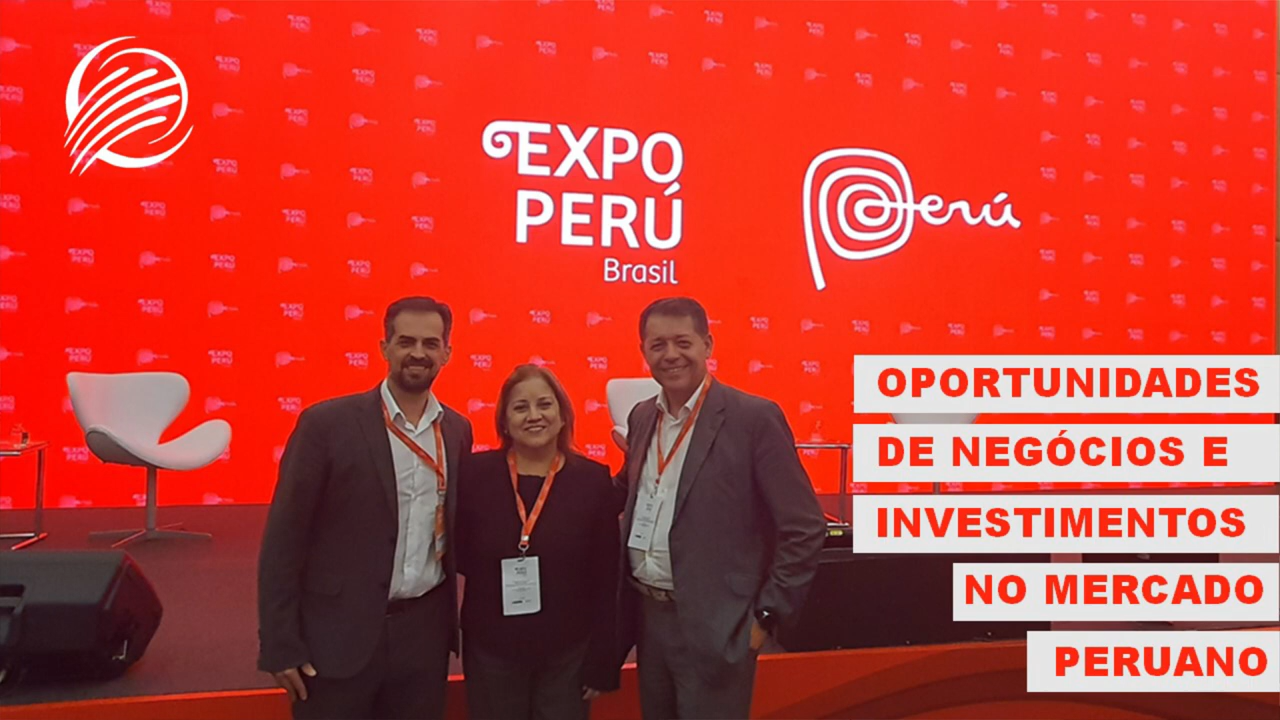 EXPO
PERÚ
Brasil
Perú
OPORTUNIDADES
DE NEGÓCIOS E
INVESTIMENTOS
NO MERCADO
PERUANO